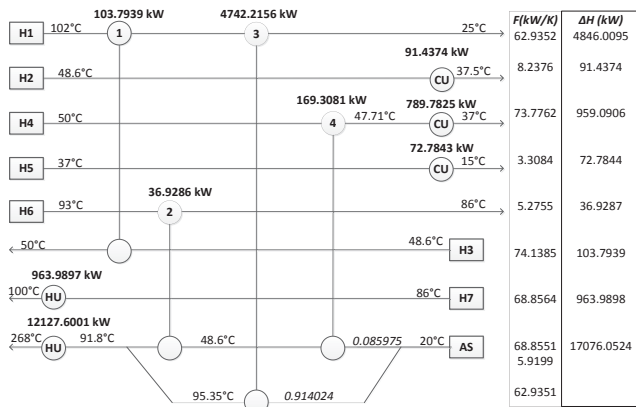 103.7939 kW 4742.2156 kW F(kW/K) ΔH (kW)
H1 102°C 1 3 25°C 62.9352 4846.0095
91.4374 kW
H2 48.6°C CU 37.5°C 8.2376 91.4374
169.3081 kW 789.7825 kW
H4 50°C 4 47.71°C CU 37°C 73.7762 959.0906
72.7843 kW
H5 37°C CU 15°C 3.3084 72.7844
36.9286 kW
H6 93°C 2 86°C 5.2755 36.9287
50°C 48.6°C H3 74.1385 103.7939
963.9897 kW
100°C HU 86°C H7 68.8564 963.9898
12127.6001 kW
268°C HU 91.8°C 48.6°C 0.085975 20°C AS 68.8551 17076.0524
5.9199
95.35°C 0.914024 62.9351